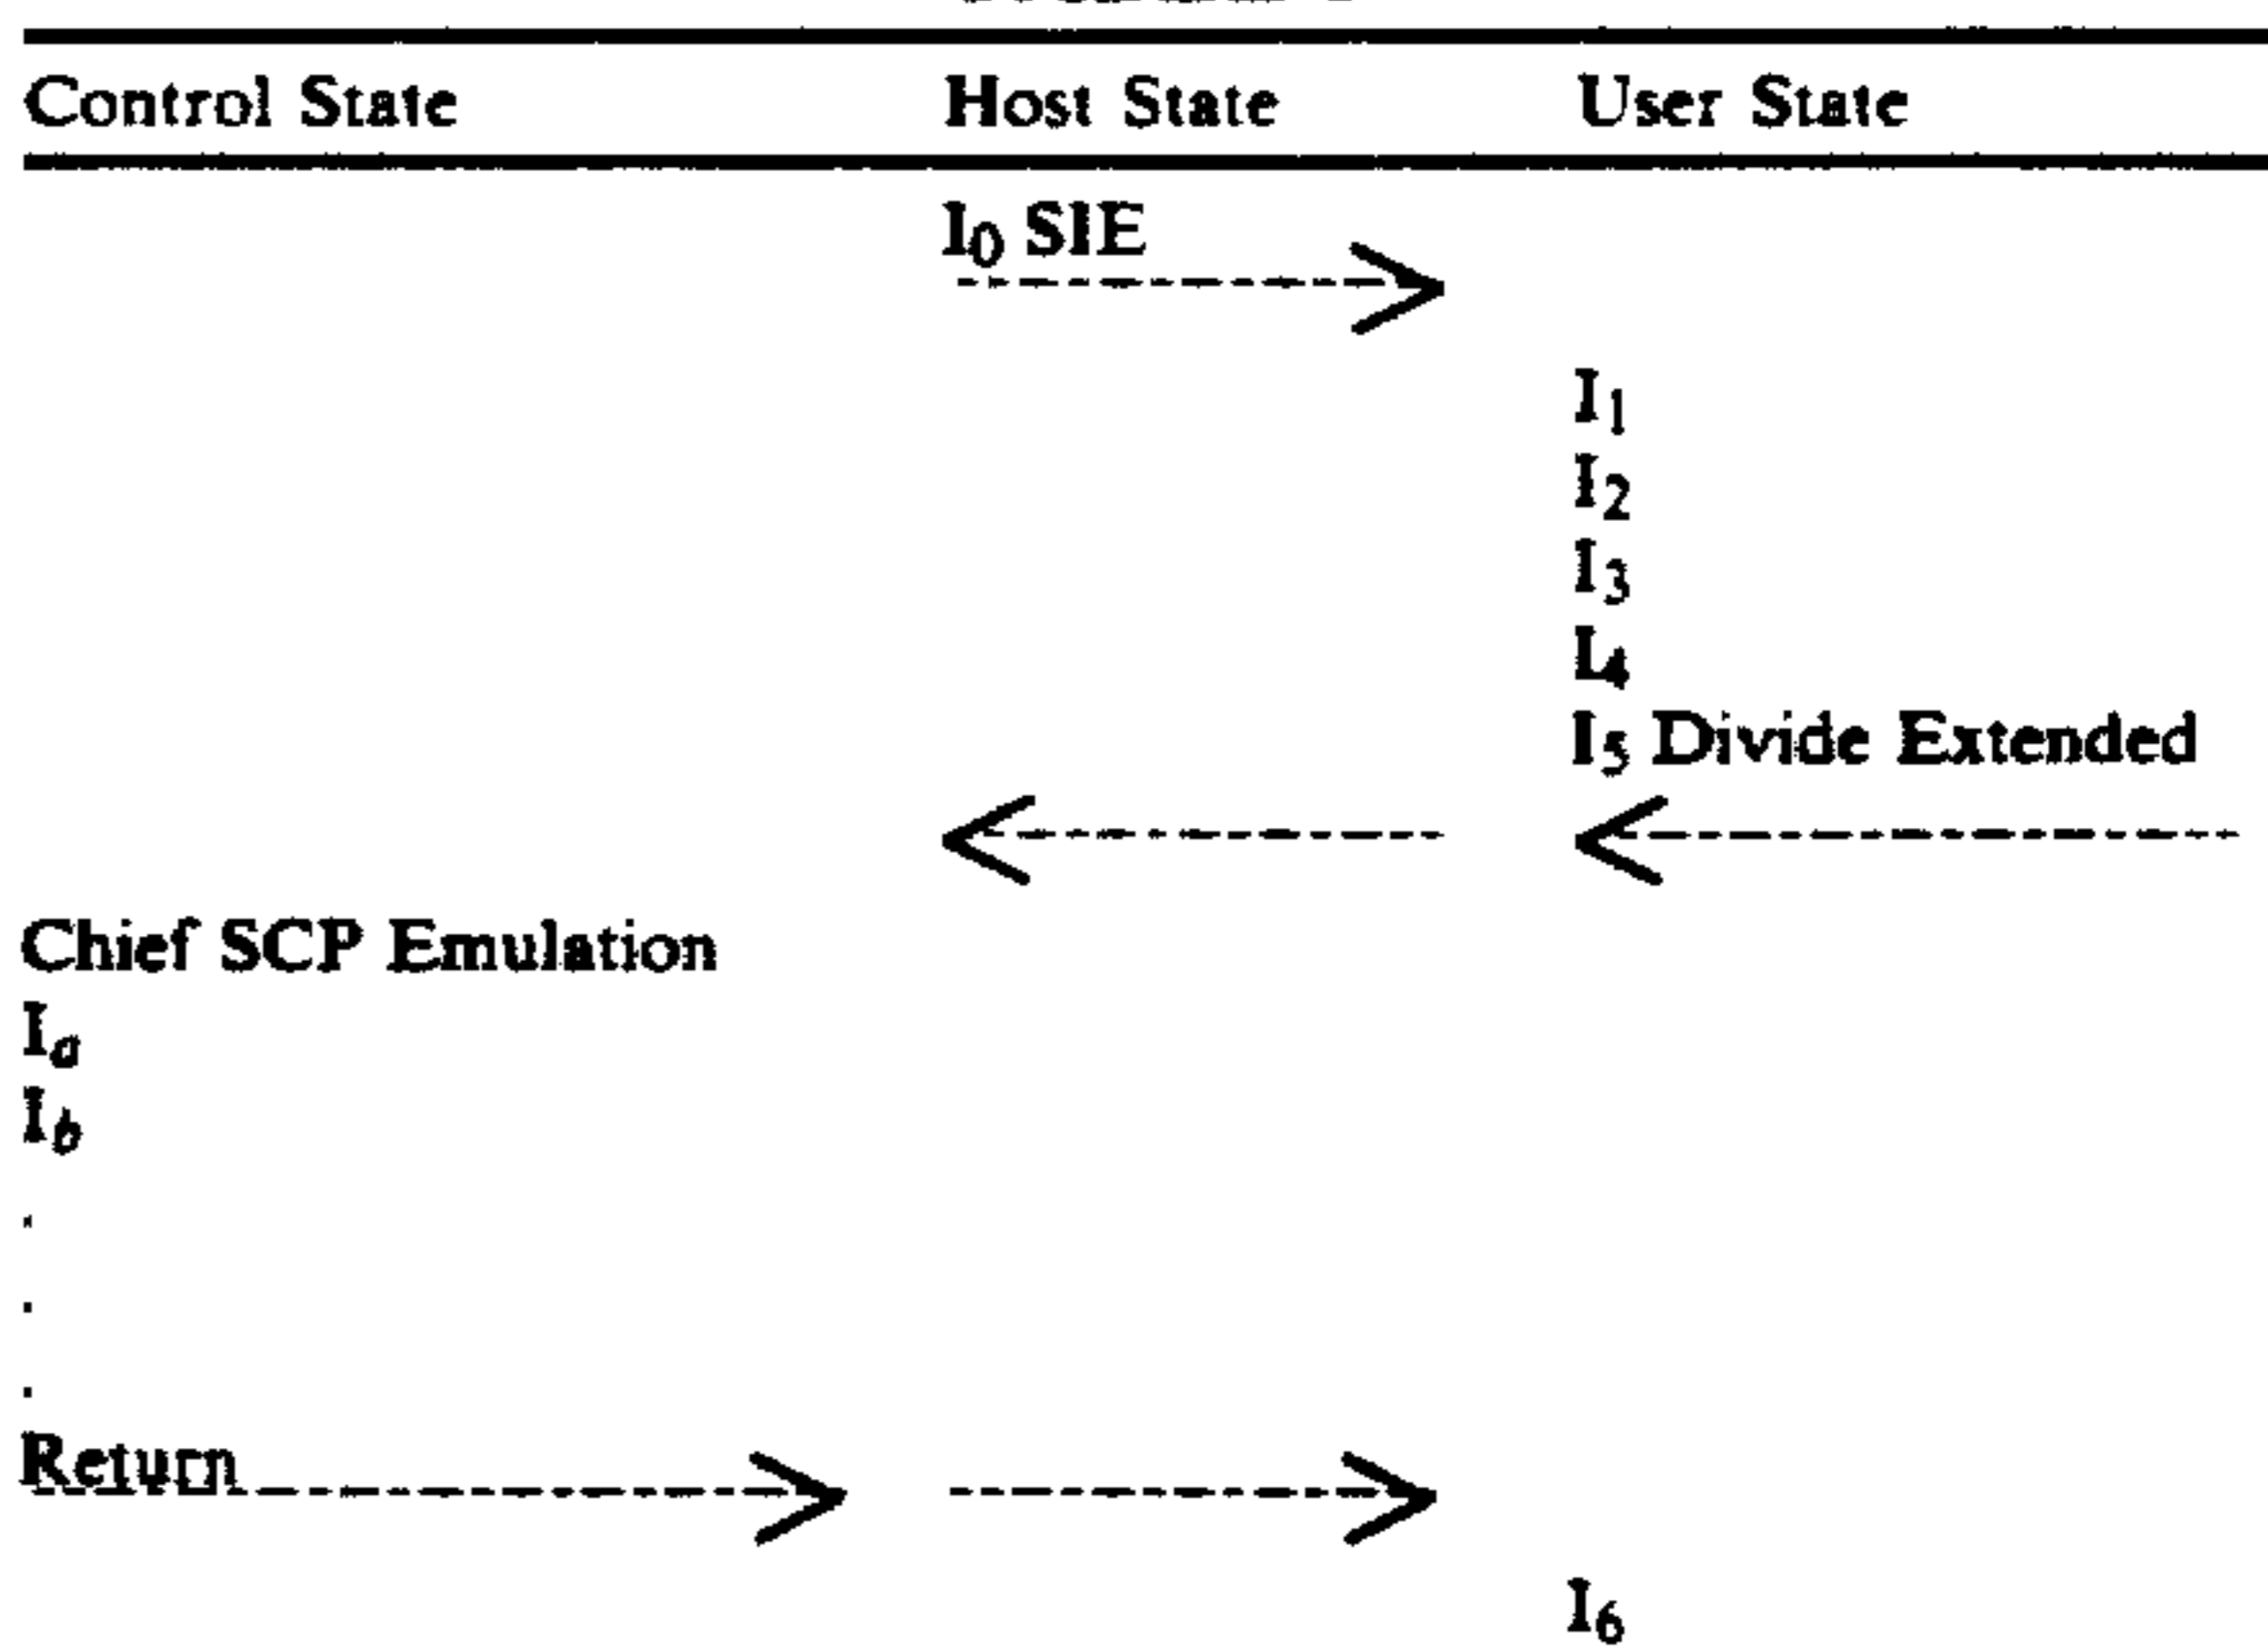 Control State Host State User State
I0 SIE
I1
I2
I3
I4
I5 Divide Extended
Chief SCP Emulation
Ia
Ib
.
.
.
Return
I6